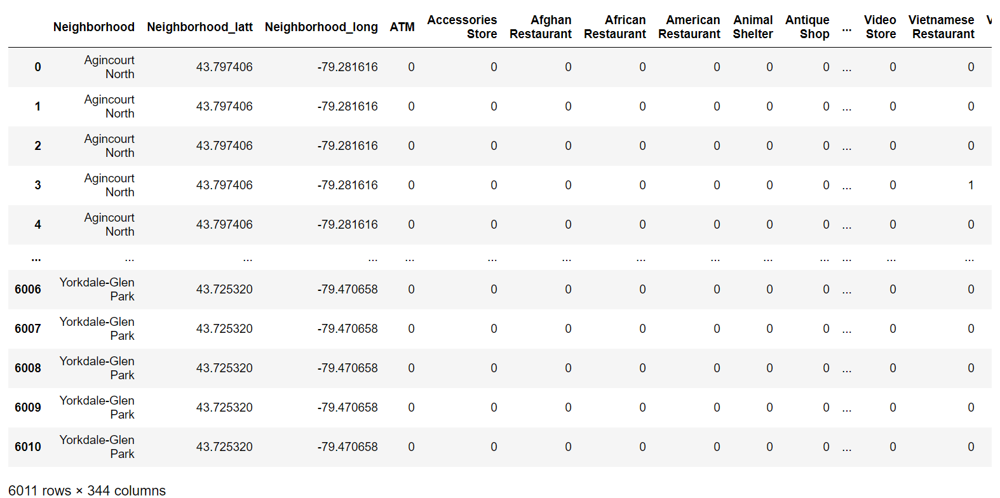 Neighborhood Neighborhood_latt Neighborhood_long ATM Accessories Store Afghan Restaurant African Restaurant American Restaurant Animal Shelter Antique Shop ... Video Store Vietnamese Restaurant V
0 Agincourt North 43.797406 -79.281616 0 0 0 0 0 0 0 ... 0 0
1 Agincourt North 43.797406 -79.281616 0 0 0 0 0 0 0 ... 0 0
2 Agincourt North 43.797406 -79.281616 0 0 0 0 0 0 0 ... 0 0
3 Agincourt North 43.797406 -79.281616 0 0 0 0 0 0 0 ... 0 1
4 Agincourt North 43.797406 -79.281616 0 0 0 0 0 0 0 ... 0 0
... ... ... ... ... ... ... ... ... ... ... ... ... ...
6006 Yorkdale-Glen Park 43.725320 -79.470658 0 0 0 0 0 0 0 ... 0 0
6007 Yorkdale-Glen Park 43.725320 -79.470658 0 0 0 0 0 0 0 ... 0 0
6008 Yorkdale-Glen Park 43.725320 -79.470658 0 0 0 0 0 0 0 ... 0 0
6009 Yorkdale-Glen Park 43.725320 -79.470658 0 0 0 0 0 0 0 ... 0 0
6010 Yorkdale-Glen Park 43.725320 -79.470658 0 0 0 0 0 0 0 ... 0 0
6011 rows × 344 columns